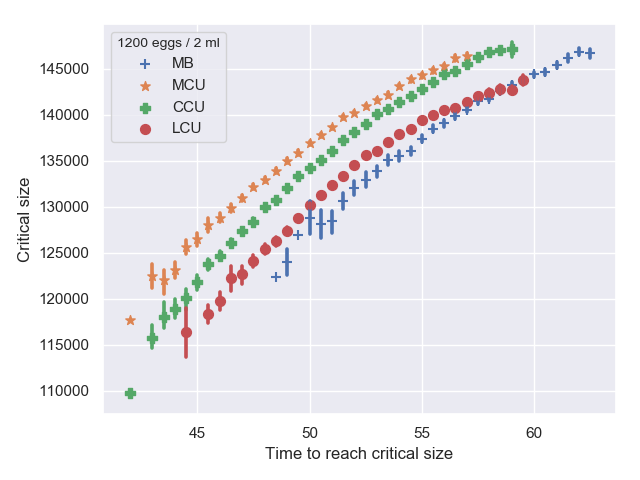 1200 eggs / 2 ml
MB
MCU
CCU
LCU
145000
140000
135000
130000
125000
120000
115000
110000
Critical size
45
50
55
60
Time to reach critical size